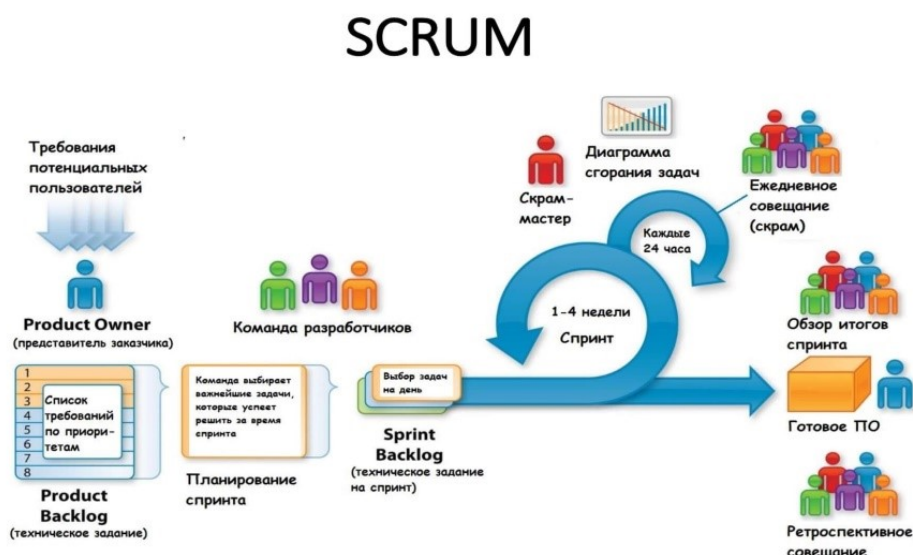 SCRUM
Требования
потенциальных
пользователей
Product Owner
(представитель заказчика)
1
2
3
4
5
6
7
8
Список
требований
по приори-
тетам
Product
Backlog
(техническое задание)
Команда разработчиков
Команда выбирает
важнейшие задачи,
которые успеет
решить за время
спринта
Планирование
спринта
Выбор задач
на день
Sprint
Backlog
(техническое задание
на спринт)
Скрам-
мастер
Диаграмма
сгорания задач
Каждые
24 часа
1-4 недели
Спринт
Ежедневное
совещание
(скрам)
Обзор итогов
спринта
Готовое ПО
Ретроспективное
совещание